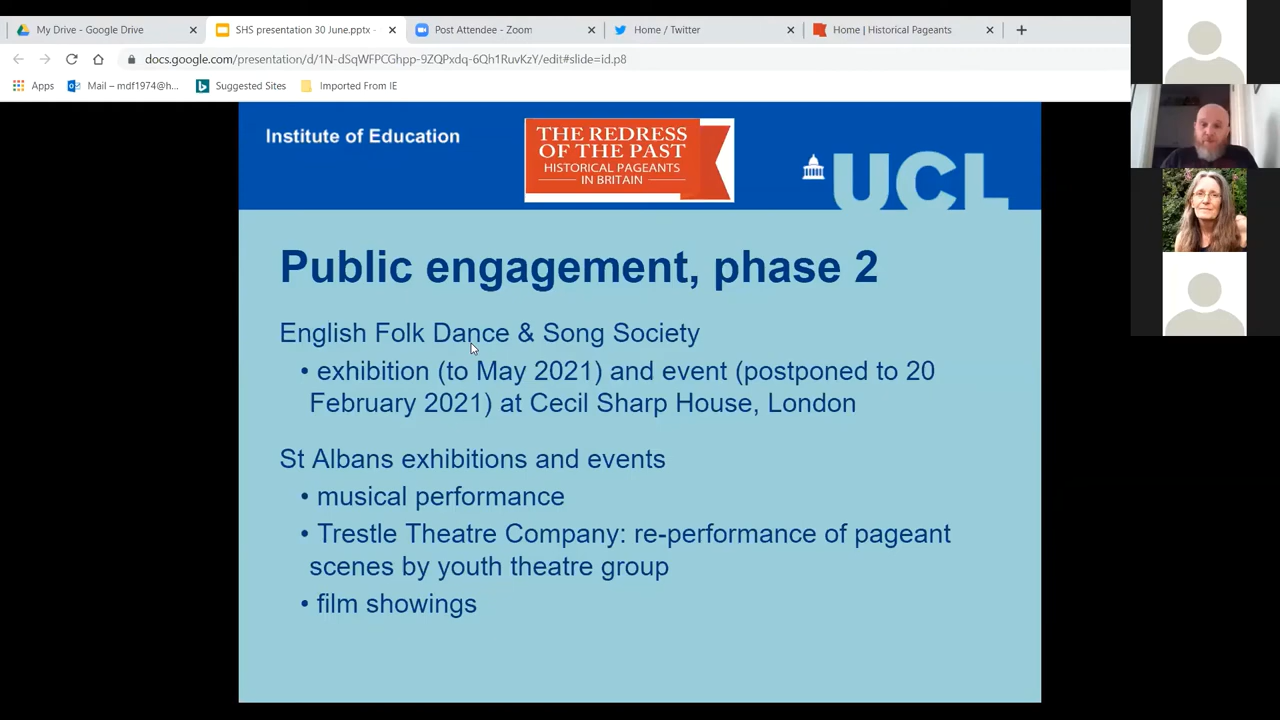 My Drive - Google Drive
SHS presentation 30 June.pptx -
Post Attendee - Zoom
Home / Twitter
Home | Historical Pageants
docs.google.com/presentation/d/1N-dSqWFPCGhpp-9ZQPxdq-6Qh1RuvKzY/edit#slide=id.p8
Apps
Mail – mdf1974@h...
Suggested Sites
Imported From IE
Institute of Education
THE REDRESS
OF THE PAST
HISTORICAL PAGEANTS
IN BRITAIN
UCL
Public engagement, phase 2
English Folk Dance & Song Society
• exhibition (to May 2021) and event (postponed to 20
February 2021) at Cecil Sharp House, London
St Albans exhibitions and events
• musical performance
• Trestle Theatre Company: re-performance of pageant
scenes by youth theatre group
• film showings